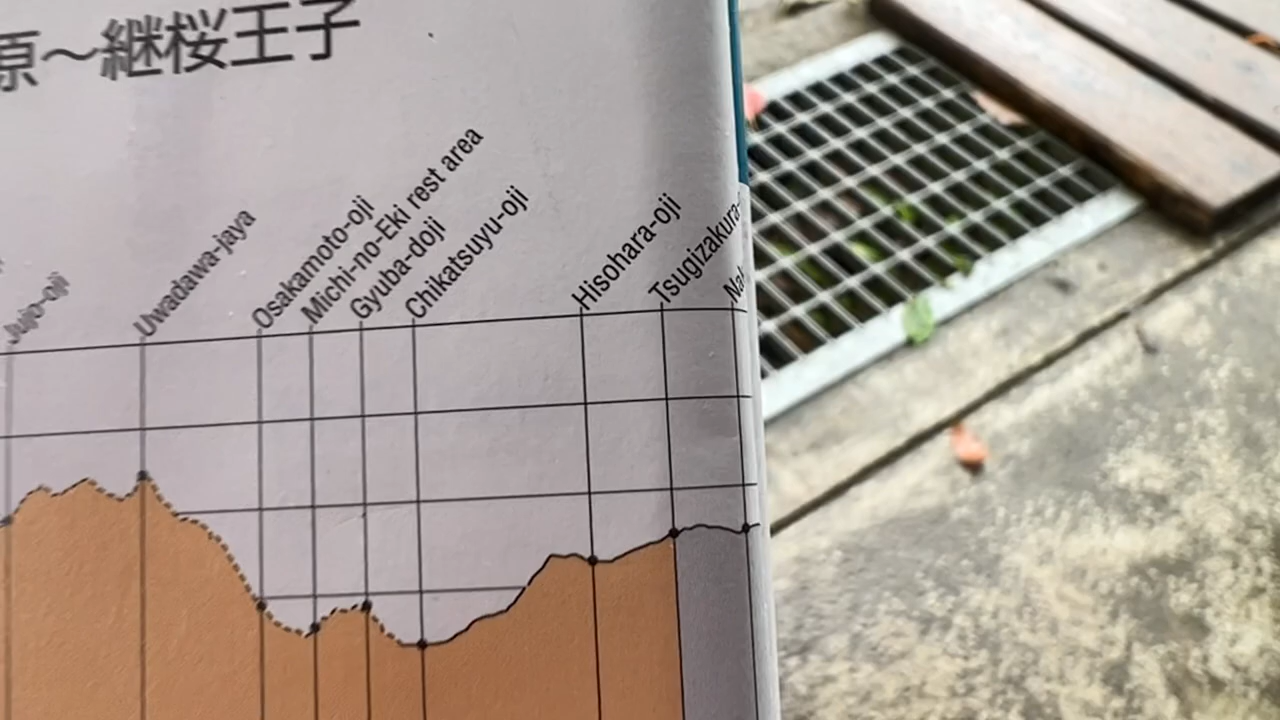 原～継桜王子
Jujo-oji
Uwadawa-jaya
Osakamoto-oji
Michi-no-Eki rest area
Gyuba-doji
Chikatsuyu-oji
Hisohara-oji
Tsugizakura-